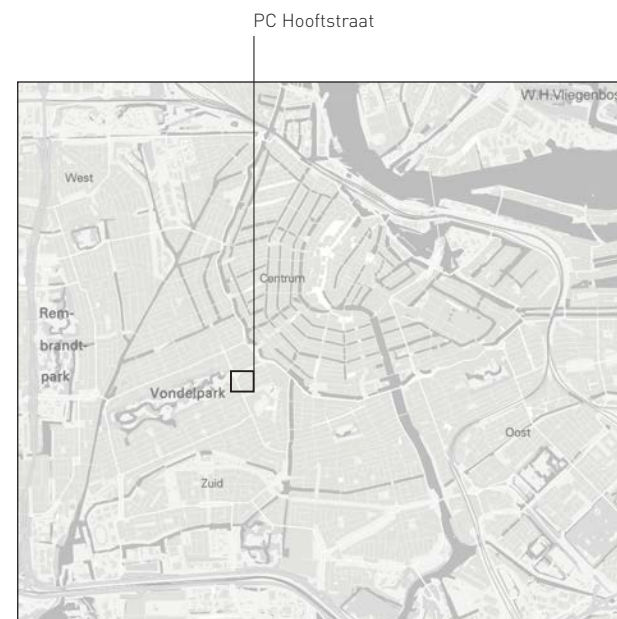 PC Hooftstraat
W.H.Vliegenbos
West
Centrum
Rem-
brandt-
park
Vondelpark
Oost
Zuid